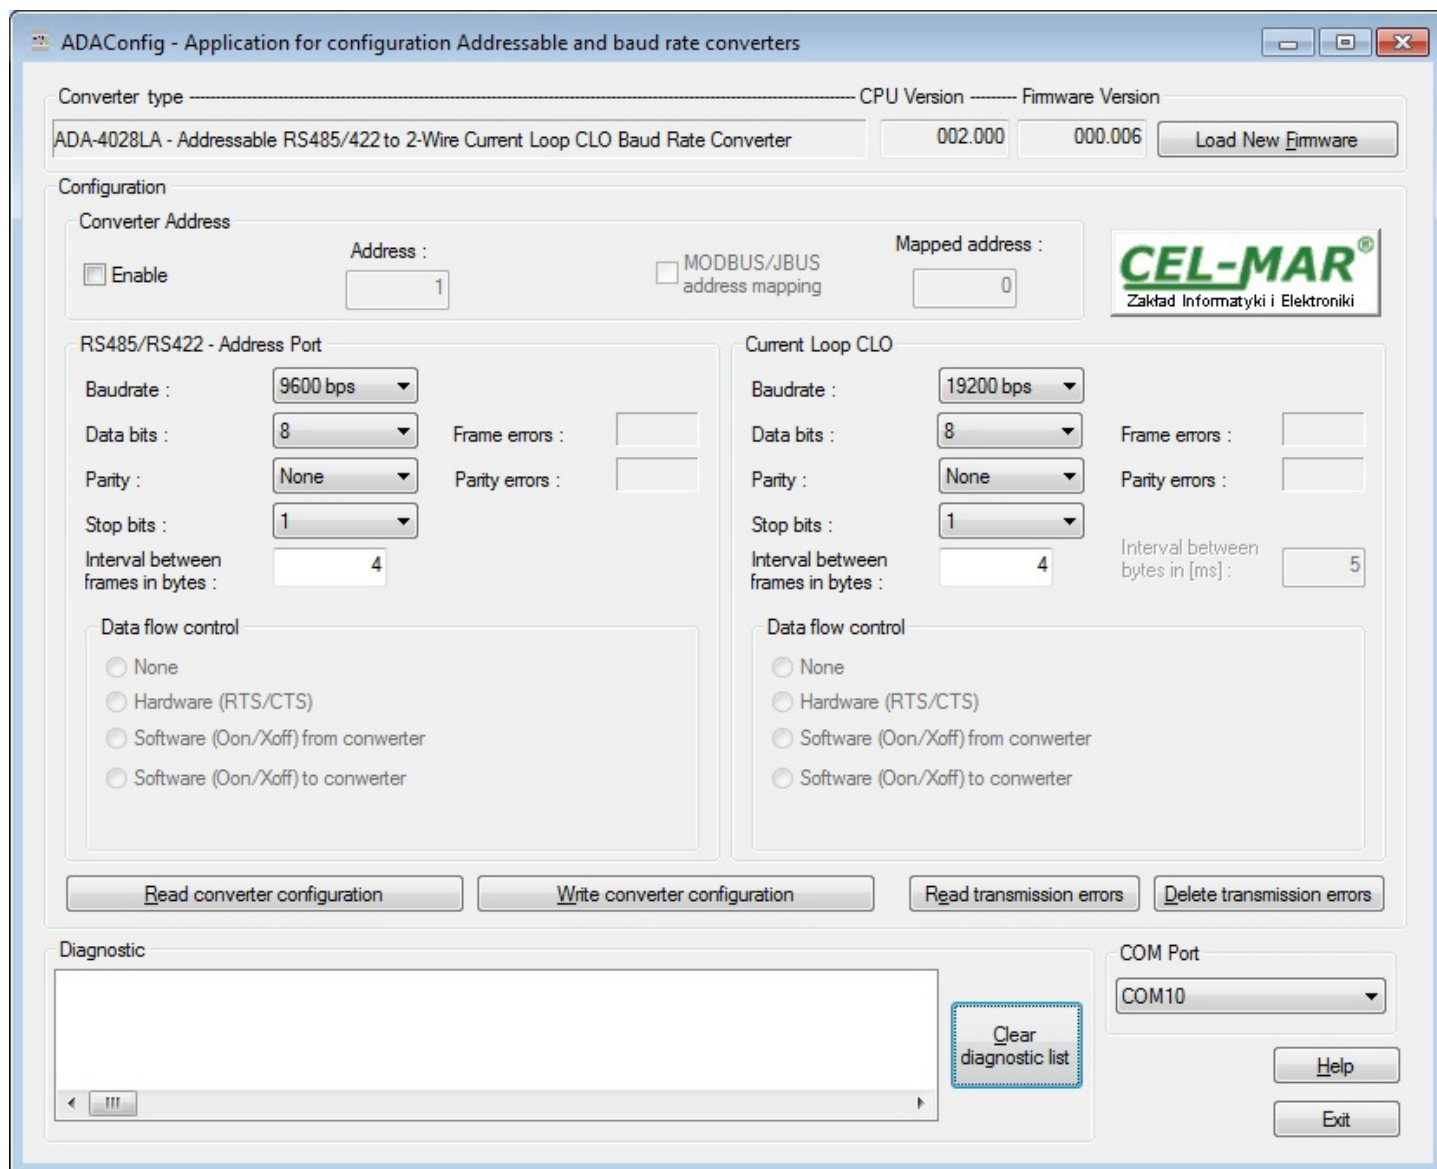 ADAConfig - Application for configuration Addressable and baud rate converters
Converter type CPU Version Firmware Version
ADA-4028LA - Addressable RS485/422 to 2-Wire Current Loop CLO Baud Rate Converter 002.000 000.006 Load New Firmware
Configuration
Converter Address
Enable
Address :
1
MODBUS/JBUS
address mapping
Mapped address :
0
CEL-MAR®
Zakład Informatyki i Elektroniki
RS485/RS422 - Address Port
Baudrate : 9600 bps
Data bits : 8 Frame errors :
Parity : None Parity errors :
Stop bits : 1
Interval between
frames in bytes : 4
Data flow control
None
Hardware (RTS/CTS)
Software (Oon/Xoff) from conwerter
Software (Oon/Xoff) to conwerter
Current Loop CLO
Baudrate : 19200 bps
Data bits : 8 Frame errors :
Parity : None Parity errors :
Stop bits : 1
Interval between
frames in bytes : 4
Interval between
bytes in [ms] : 5
Data flow control
None
Hardware (RTS/CTS)
Software (Oon/Xoff) from conwerter
Software (Oon/Xoff) to conwerter
Read converter configuration Write converter configuration Read transmission errors Delete transmission errors
Diagnostic
Clear
diagnostic list
COM Port
COM10
Help
Exit